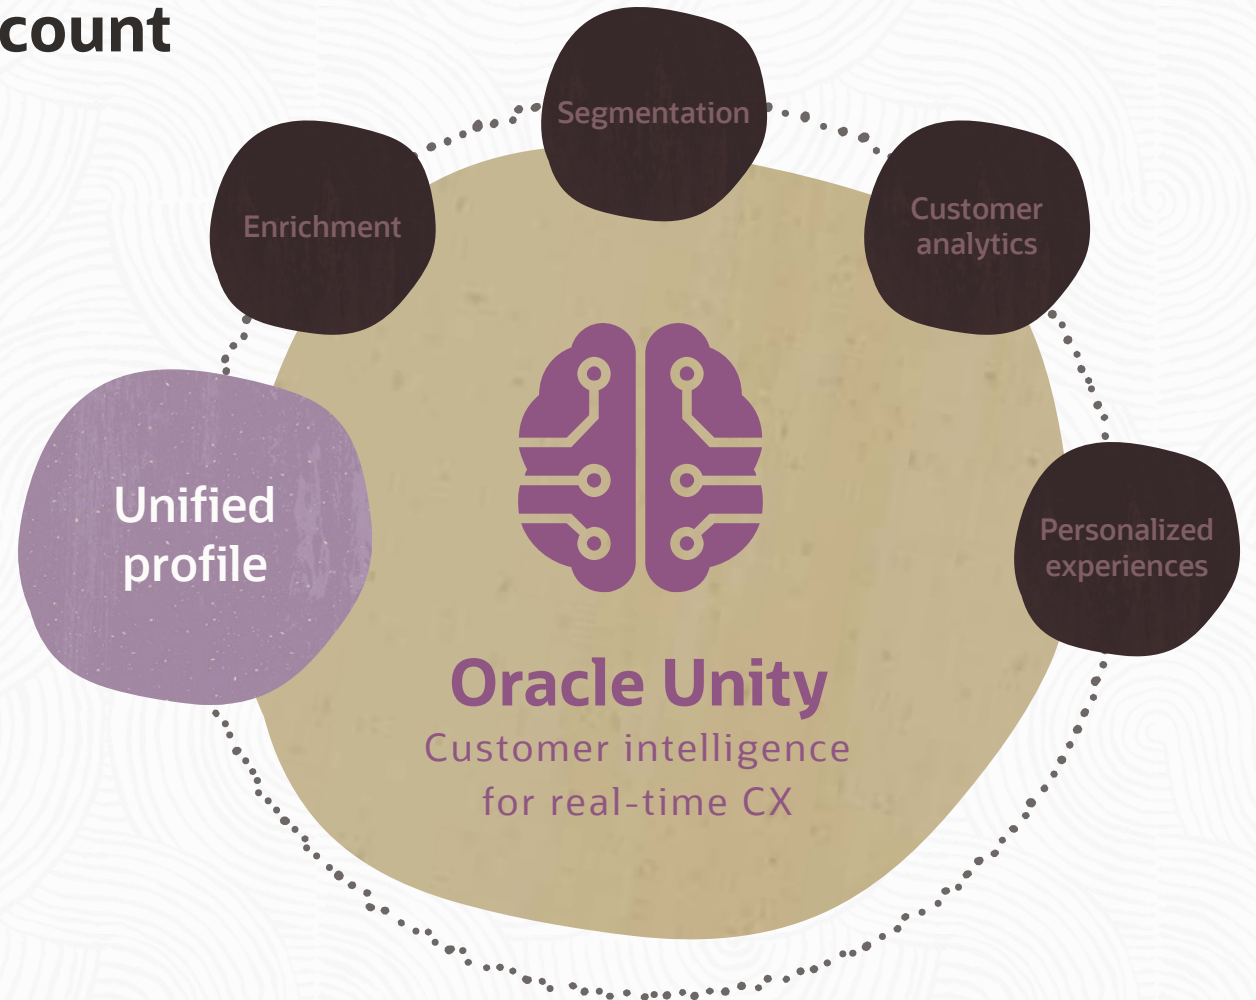 count
Segmentation
Enrichment
Customer
analytics
Unified
profile
Personalized
experiences
Oracle Unity
Customer intelligence
for real-time CX